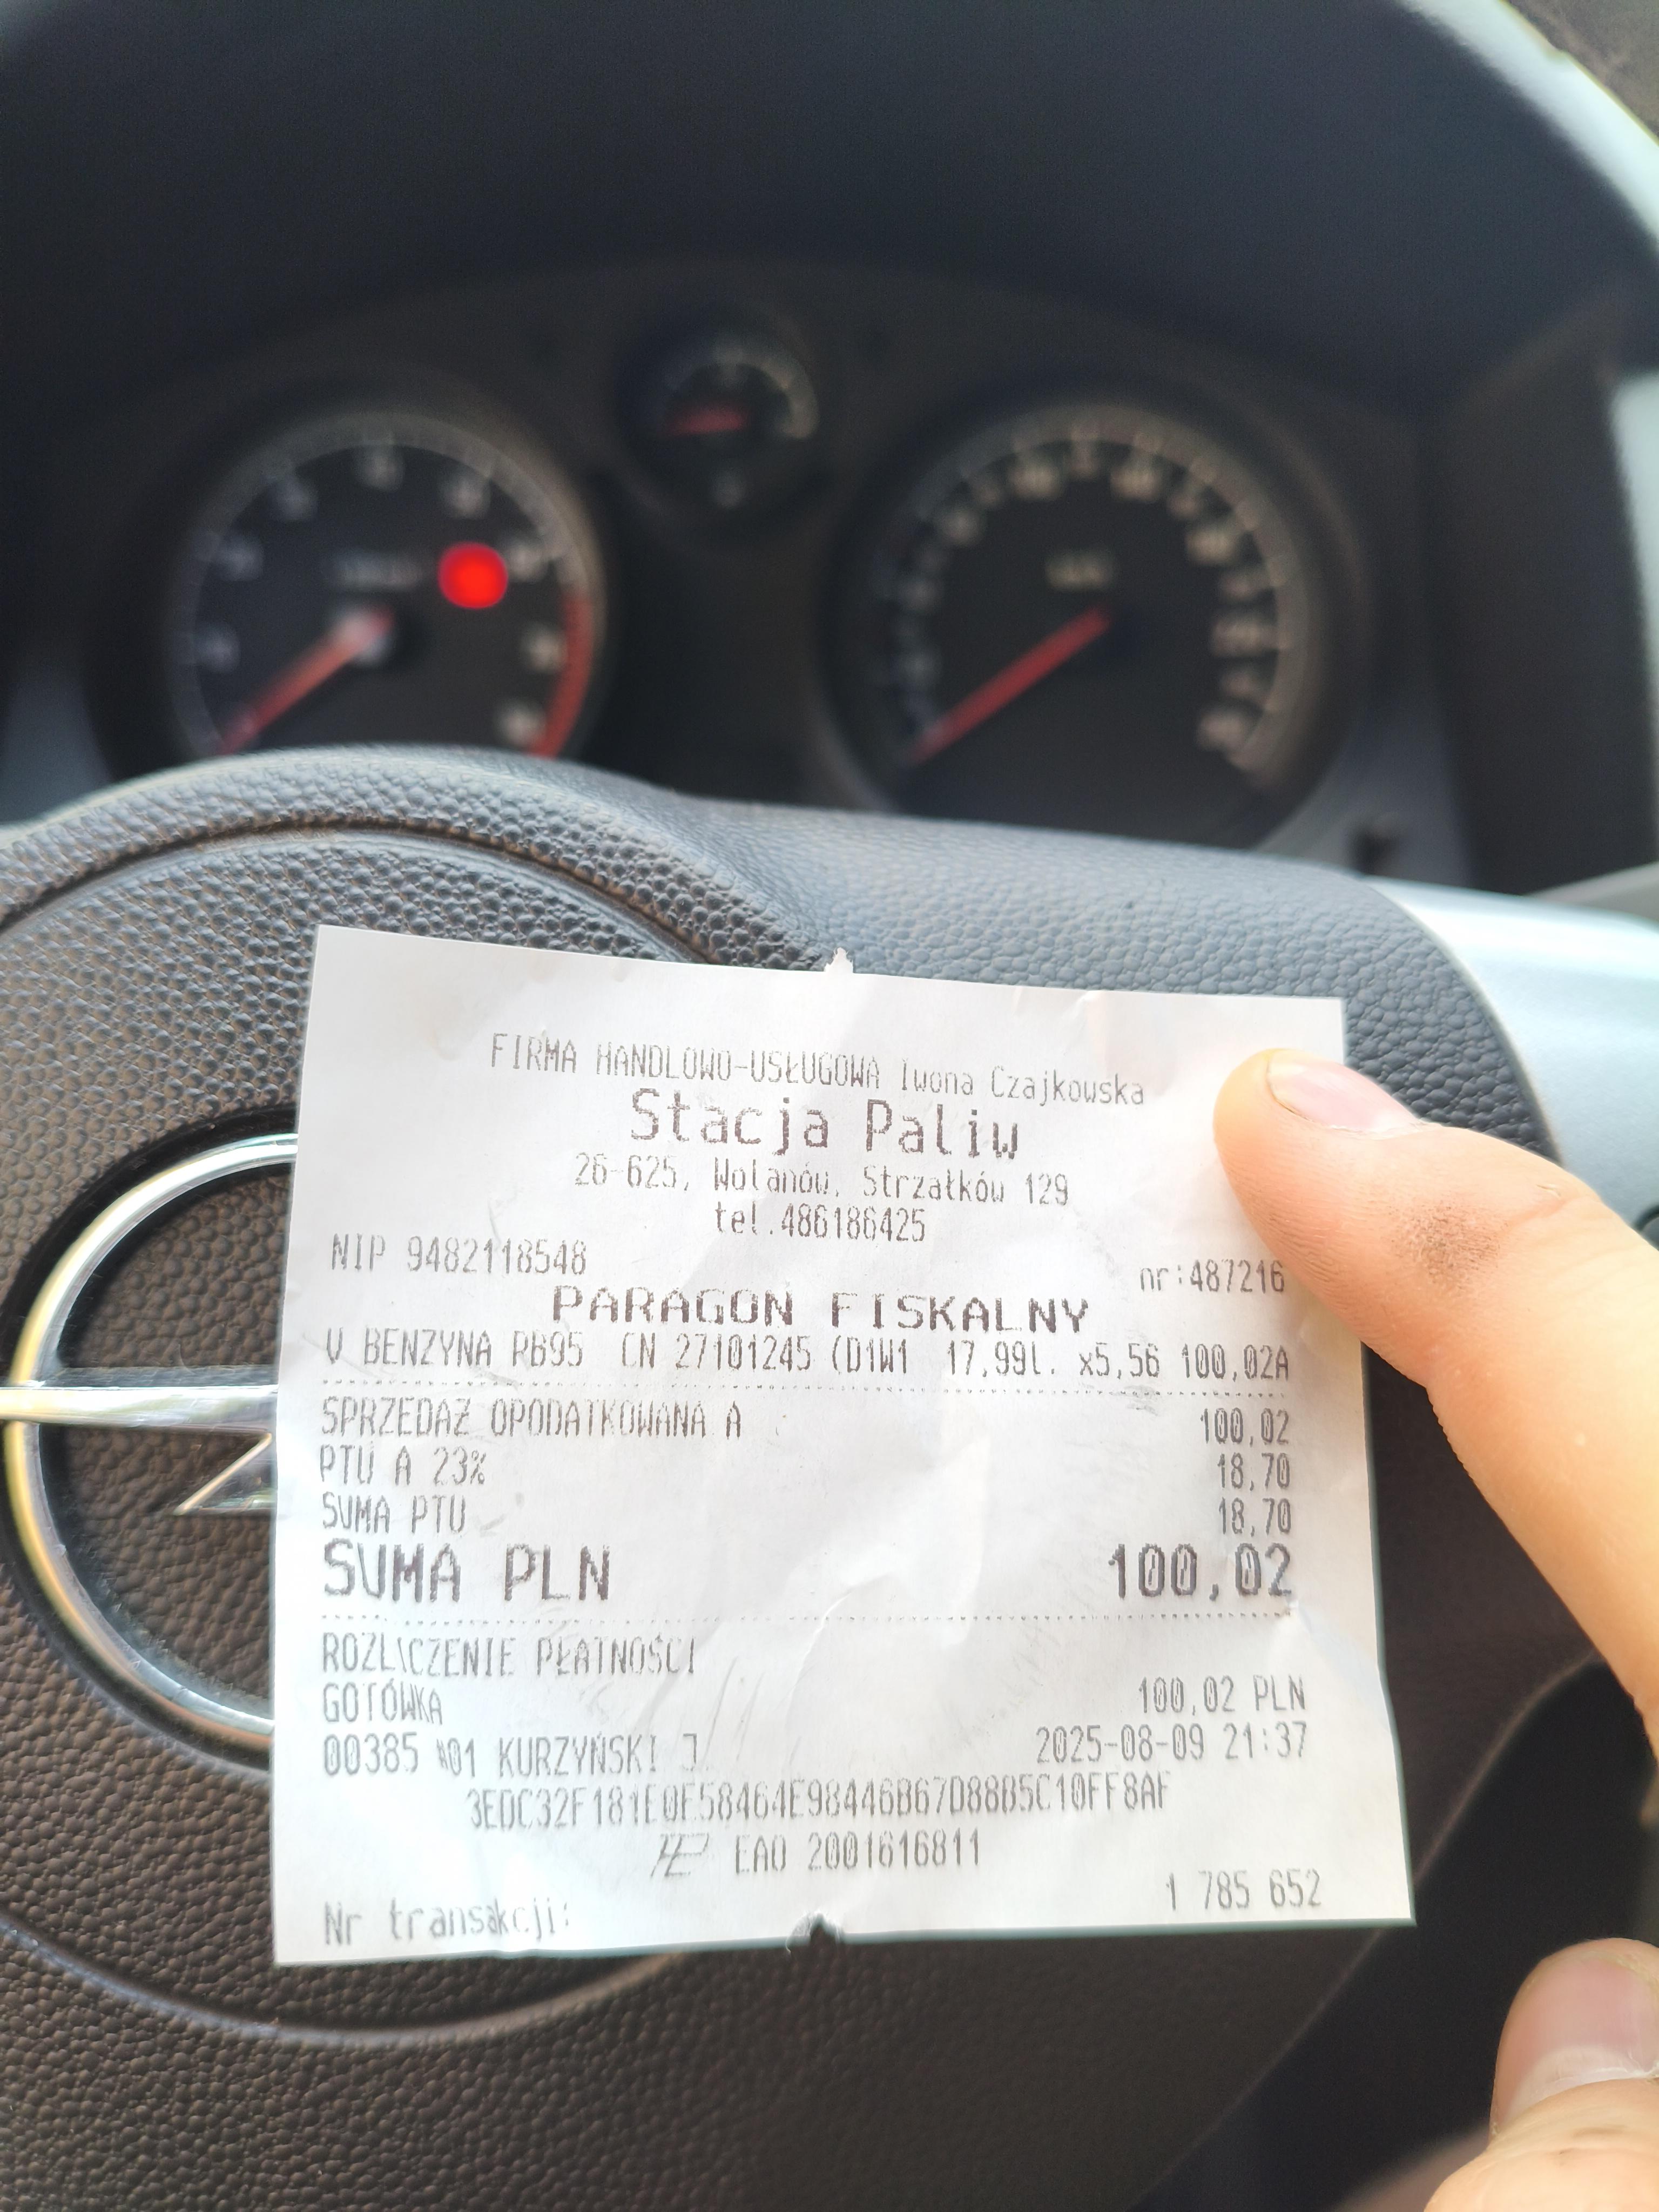 FIRMA HANDLOWO-USŁUGOWA Iwona Czajkowska
Stacja Paliw
26-625, Wolanów, Strzałków 129
tel.486186425
NIP 9482118548 nr:487216
PARAGON FISKALNY
V BENZYNA PB95 CN 27101245 (D1W1 17,99l. x5,56 100,02A
SPRZEDAŻ OPODATKOWANA A 100,02
PTU A 23% 18,70
SUMA PTU 18,70
SUMA PLN 100,02
ROZLICZENIE PŁATNOŚCI
GOTÓWKA 100,02 PLN
00385 #01 KURZYŃSKI J. 2025-08-09 21:37
3EDC32F181E0E58464E98446B67D88B5C10FF8AF
EAO 2001616811
Nr transakcji: 1 785 652